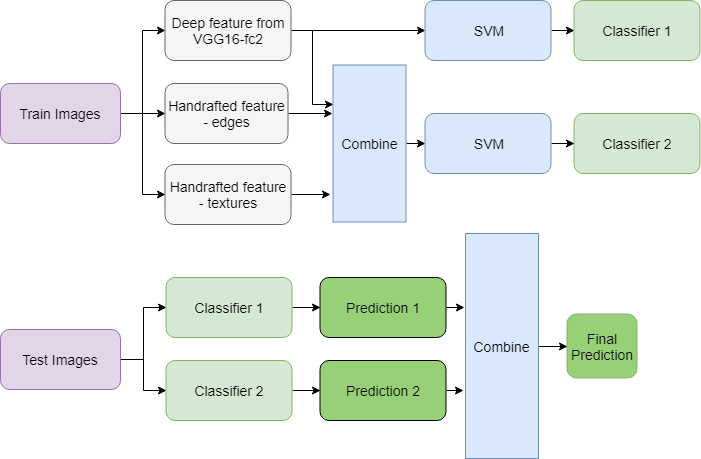 Deep feature from
VGG16-fc2
SVM
Classifier 1
Train Images
Handrafted feature
- edges
Combine
SVM
Classifier 2
Handrafted feature
- textures
Classifier 1
Prediction 1
Test Images
Combine
Final
Prediction
Classifier 2
Prediction 2